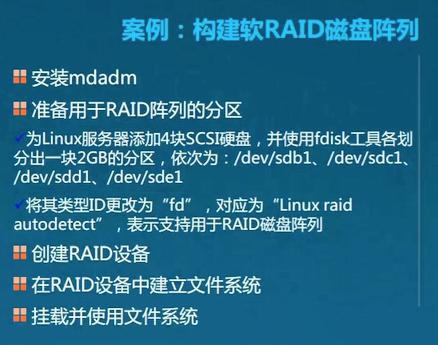 案例：构建软RAID磁盘阵列
安装mdadm
准备用于RAID阵列的分区
为Linux服务器添加4块SCSI硬盘，并使用fdisk工具各划
分出一块2GB的分区，依次为：/dev/sdb1、/dev/sdc1、
/dev/sdd1、/dev/sde1
将其类型ID更改为“fd”，对应为“Linux raid
autodetect”，表示支持用于RAID磁盘阵列
创建RAID设备
在RAID设备中建立文件系统
挂载并使用文件系统